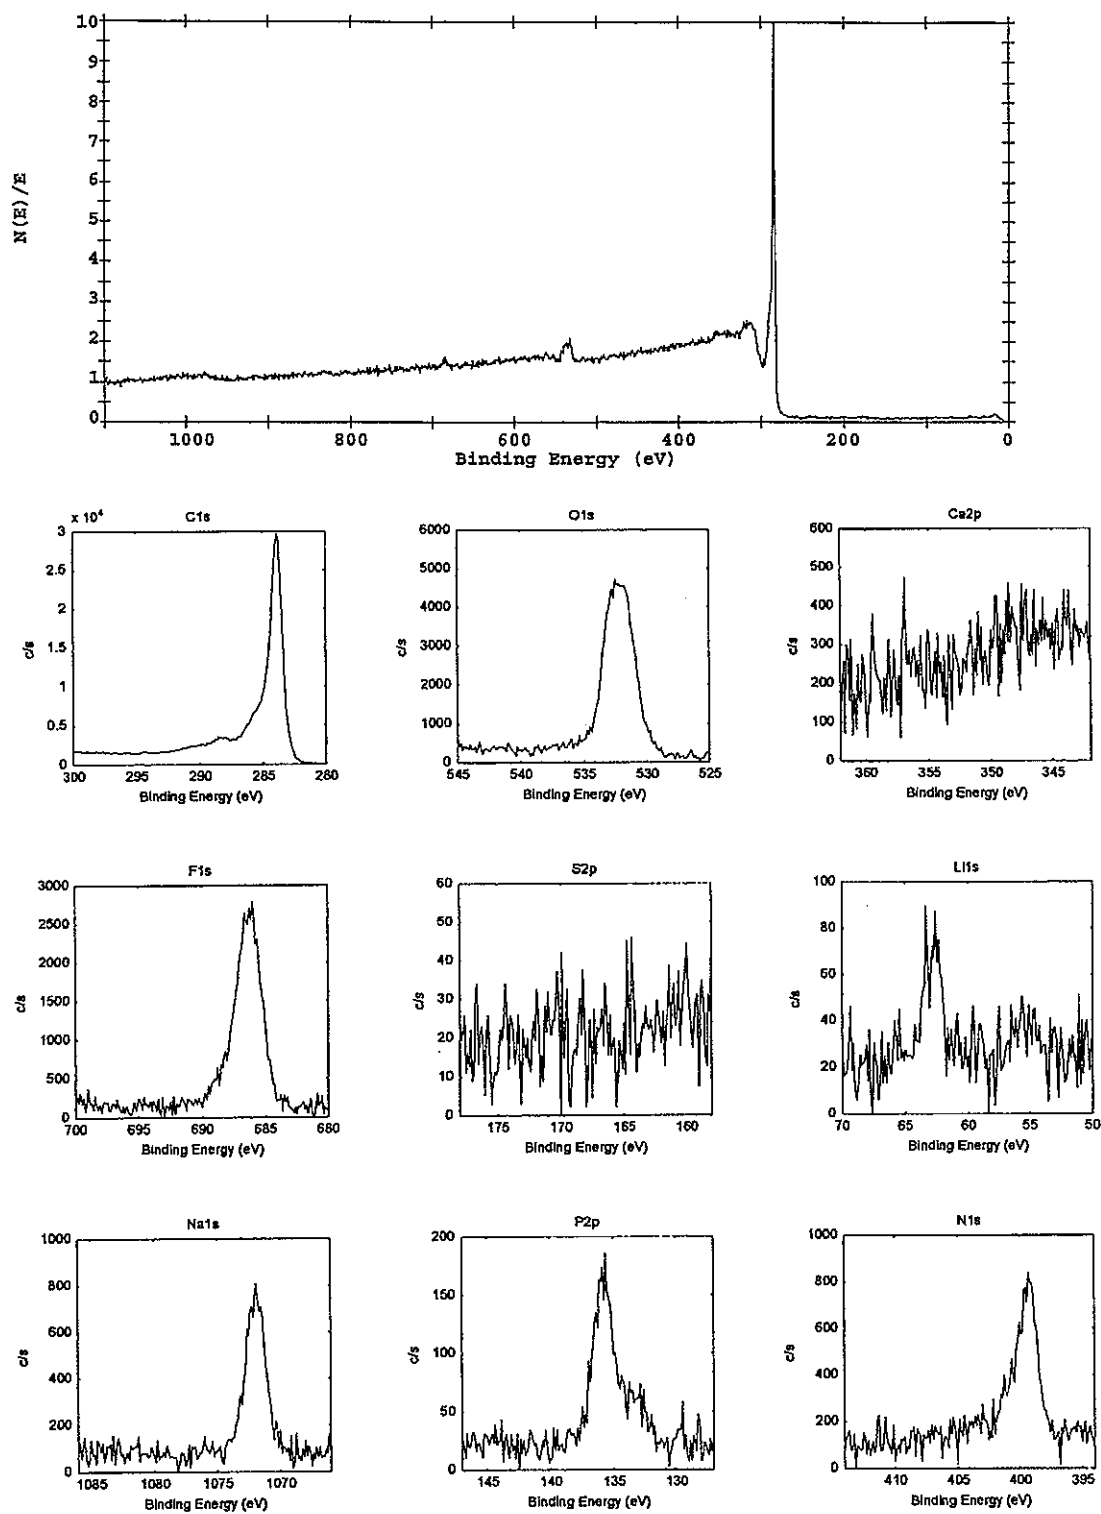 10
9
8
7
6
5
4
3
2
1
0
N(E)/E
1000 800 600 400 200 0
Binding Energy (eV)
x 10⁴
C1s
3
2.5
2
1.5
1
0.5
0
c/s
300 295 290 285 280
Binding Energy (eV)
O1s
6000
5000
4000
3000
2000
1000
0
c/s
545 540 535 530 525
Binding Energy (eV)
Ca2p
600
500
400
300
200
100
0
c/s
360 355 350 345
Binding Energy (eV)
F1s
3000
2500
2000
1500
1000
500
0
c/s
700 695 690 685 680
Binding Energy (eV)
S2p
60
50
40
30
20
10
0
c/s
175 170 165 160
Binding Energy (eV)
Li1s
100
80
60
40
20
0
c/s
70 65 60 55 50
Binding Energy (eV)
Na1s
1000
800
600
400
200
0
c/s
1085 1080 1075 1070
Binding Energy (eV)
P2p
200
150
100
50
0
c/s
145 140 135 130
Binding Energy (eV)
N1s
1000
800
600
400
200
0
c/s
410 405 400 395
Binding Energy (eV)